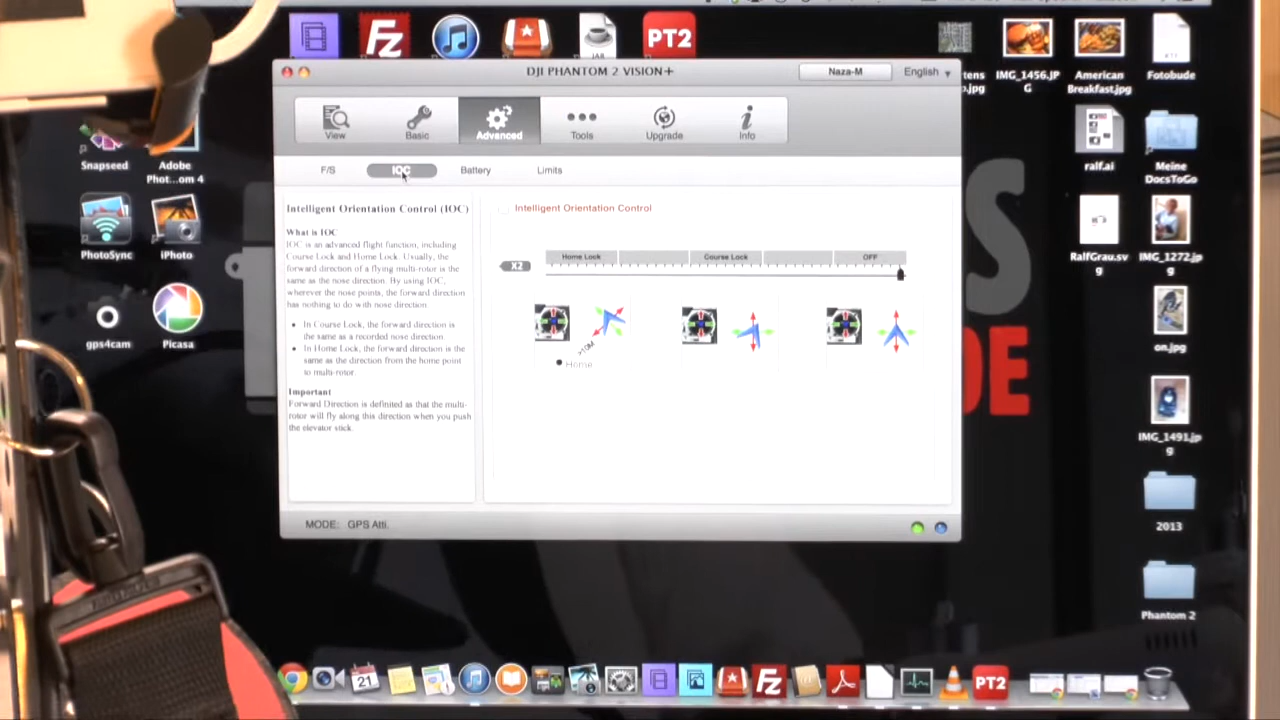 PT2
JAR
DJI PHANTOM 2 VISION+
Naza-M
English
View
Basic
Advanced
Tools
Upgrade
Info
F/S
IOC
Battery
Limits
Intelligent Orientation Control (IOC)
What is IOC
IOC is an advanced flight function, including
Course Lock and Home Lock. Usually, the
forward direction of a flying multi-rotor is the
same as the nose direction. By using IOC,
wherever the nose points, the forward direction
has nothing to do with nose direction.
In Course Lock, the forward direction is
the same as a recorded nose direction.
In Home Lock, the forward direction is the
same as the direction from the home point
to multi-rotor.
Important
Forward Direction is definited as that the multi-
rotor will fly along this direction when you push
the elevator stick.
Intelligent Orientation Control
X2
Home Lock
Course Lock
OFF
>10M
Home
MODE: GPS Atti.
Snapseed
Adobe
Phot...om 4
PhotoSync
iPhoto
gps4cam
Picasa
tens
.jpg
IMG_1456.JP
G
American
Breakfast.jpg
Fotobude
ralf.ai
Meine
DocsToGo
RalfGrau.sv
g
IMG_1272.jp
g
on.jpg
IMG_1491.jp
g
2013
Phantom 2
S
DE
21
PT2